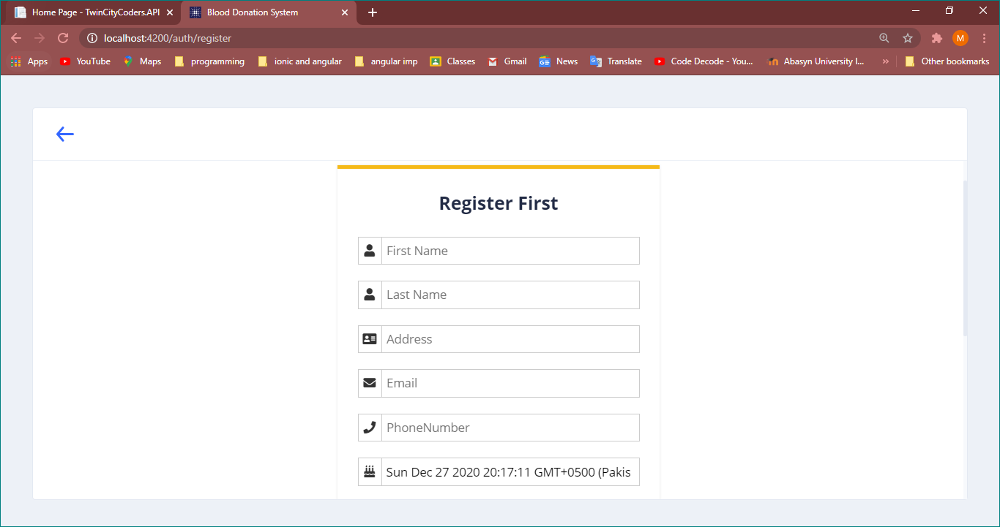 Home Page - TwinCityCoders.API
Blood Donation System
localhost:4200/auth/register
M
Apps YouTube Maps programming ionic and angular angular imp Classes Gmail News Translate Code Decode - You... Abasyn University I... » Other bookmarks
Register First
First Name
Last Name
Address
Email
PhoneNumber
Sun Dec 27 2020 20:17:11 GMT+0500 (Pakis